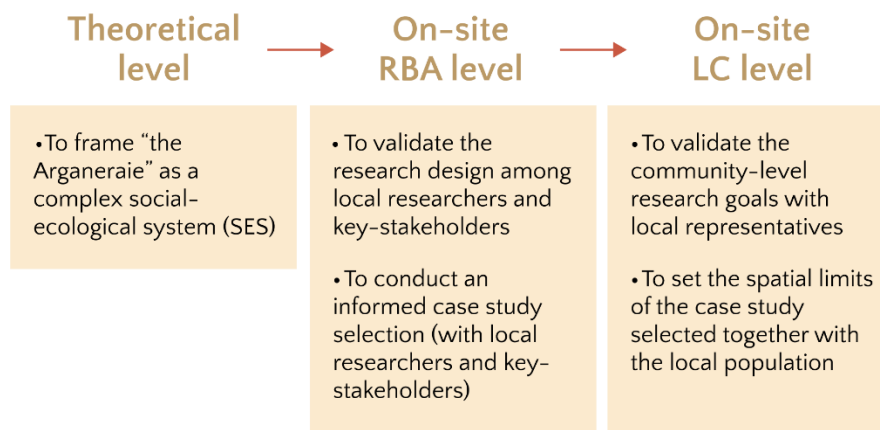 Theoretical
level
On-site
RBA level
On-site
LC level
•To frame “the
Arganeraie” as a
complex social-
ecological system (SES)
• To validate the
research design among
local researchers and
key-stakeholders
•To conduct an
informed case study
selection (with local
researchers and key-
stakeholders)
•To validate the
community-level
research goals with
local representatives
•To set the spatial limits
of the case study
selected together with
the local population